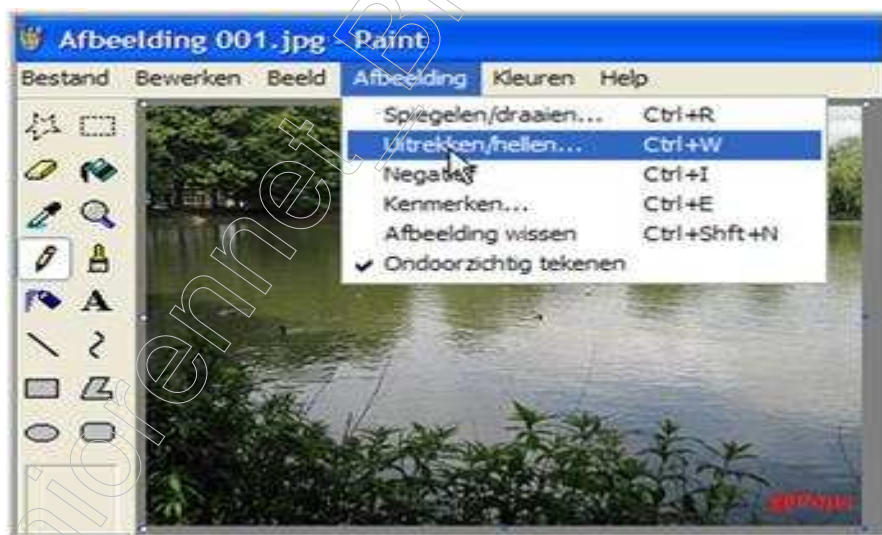 Afbeelding 001.jpg - Paint
Bestand Bewerken Beeld Afbeelding Kleuren Help
Spiegelen/draaien... Ctrl+R
Uitrekken/hellen... Ctrl+W
Negatief Ctrl+I
Kenmerken... Ctrl+E
Afbeelding wissen Ctrl+Shft+N
Ondoorzichtig tekenen
A